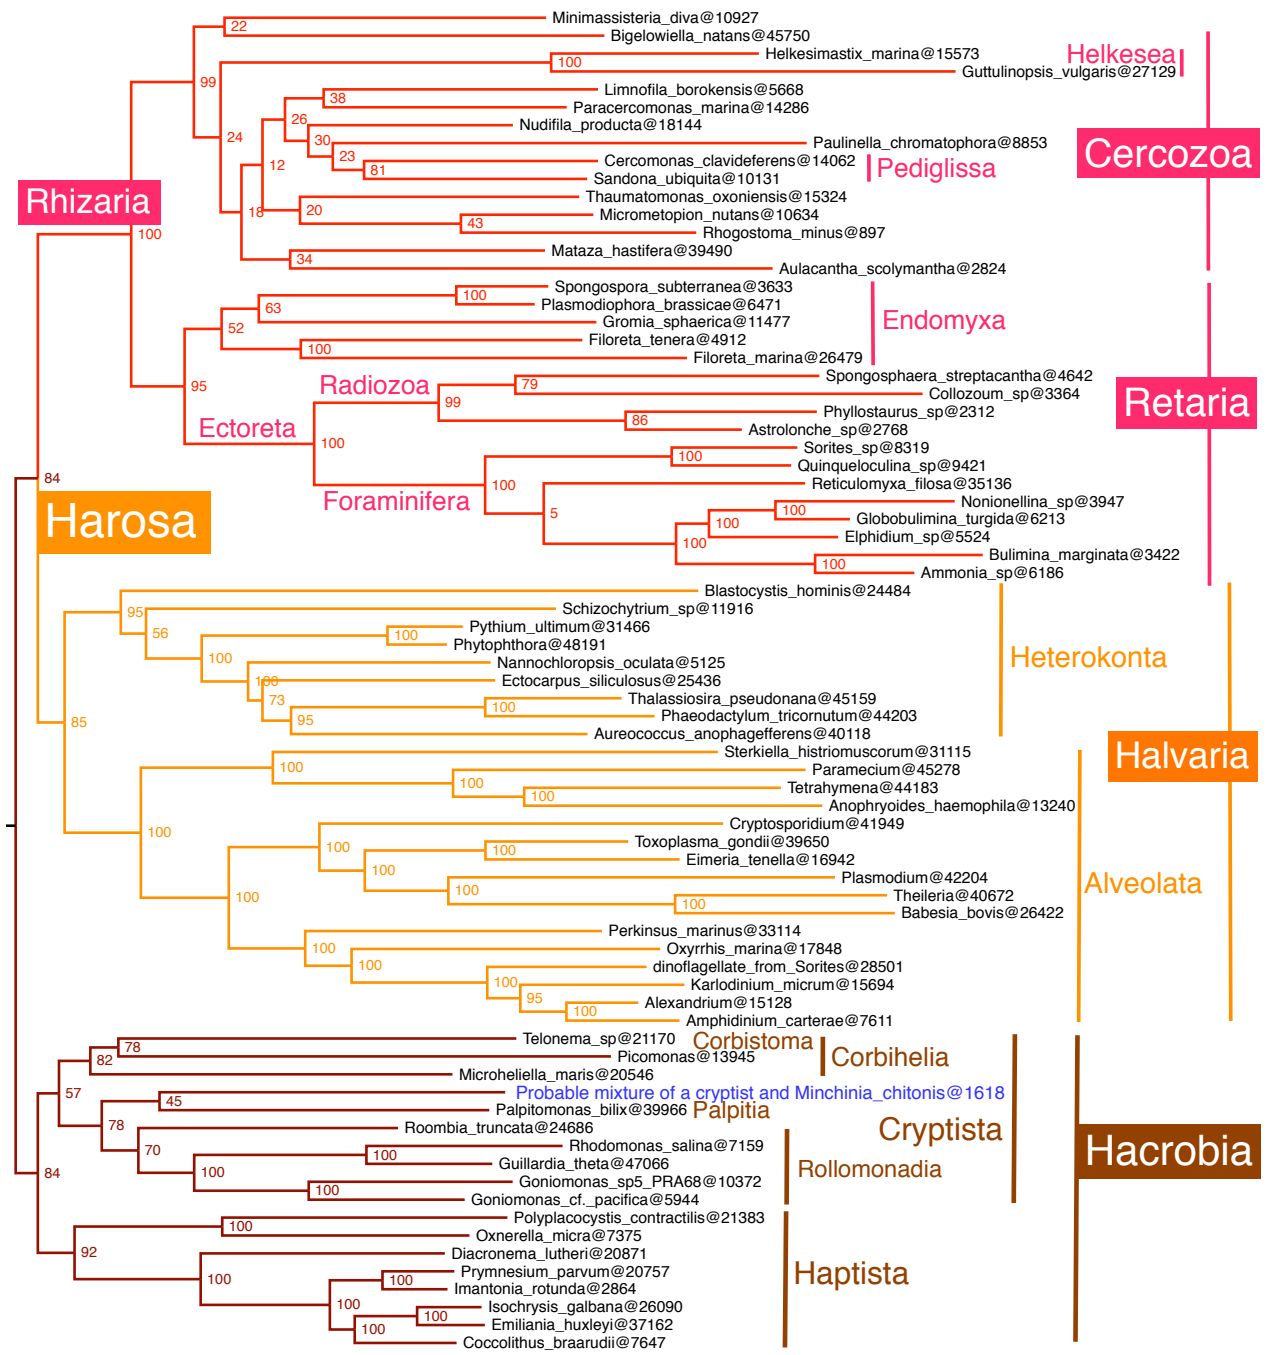 Minimassisteria_diva@10927
22
Bigelowiella_natans@45750
Helkesimastix_marina@15573
Helkesea
100
Guttulinopsis_vulgaris@27129
99
Limnofila_borokensis@5668
38
Paracercomonas_marina@14286
26
Nudifila_producta@18144
24
30
Paulinella_chromatophora@8853
Cercozoa
23
Cercomonas_clavideferens@14062
12
81
Pediglissa
Sandona_ubiquita@10131
Rhizaria
Thaumatomonas_oxoniensis@15324
18
20
Micrometopion_nutans@10634
43
Rhogostoma_minus@897
100
Mataza_hastifera@39490
34
Aulacantha_scolymantha@2824
Spongospora_subterranea@3633
100
Plasmodiophora_brassicae@6471
63
Gromia_sphaerica@11477
Endomyxa
52
Filoreta_tenera@4912
100
Filoreta_marina@26479
Spongosphaera_streptacantha@4642
Radiozoa
79
95
Collozoum_sp@3364
99
Retaria
Phyllostaurus_sp@2312
86
Ectoreta
Astrolonche_sp@2768
100
Sorites_sp@8319
100
Quinqueloculina_sp@9421
84
100
Reticulomyxa_filosa@35136
Foraminifera
Nonionellina_sp@3947
100
5
Globobulimina_turgida@6213
Harosa
100
Elphidium_sp@5524
100
Bulimina_marginata@3422
100
Ammonia_sp@6186
Blastocystis_hominis@24484
95
Schizochytrium_sp@11916
56
Pythium_ultimum@31466
100
Phytophthora@48191
100
Nannochloropsis_oculata@5125
Heterokonta
100
Ectocarpus_siliculosus@25436
73
Thalassiosira_pseudonana@45159
100
85
95
Phaeodactylum_tricornutum@44203
Aureococcus_anophagefferens@40118
Sterkiella_histriomuscorum@31115
Halvaria
100
Paramecium@45278
100
Tetrahymena@44183
100
Anophryoides_haemophila@13240
100
Cryptosporidium@41949
100
Toxoplasma_gondii@39650
100
Eimeria_tenella@16942
100
Plasmodium@42204
Alveolata
100
100
Theileria@40672
100
Babesia_bovis@26422
Perkinsus_marinus@33114
100
Oxyrrhis_marina@17848
100
dinoflagellate_from_Sorites@28501
100
Karlodinium_micrum@15694
95
Alexandrium@15128
100
Amphidinium_carterae@7611
Telonema_sp@21170
Corbistoma
78
82
Picomonas@13945
Corbihelia
Microheliella_maris@20546
57
Probable mixture of a cryptist and Minchinia_chitonis@1618
45
Palpitomonas_bilix@39966
Palpitia
78
Roombia_truncata@24686
Cryptista
70
Rhodomonas_salina@7159
Hacrobia
100
Guillardia_theta@47066
Rollomonadia
84
100
Goniomonas_sp5_PRA68@10372
100
Goniomonas_cf._pacifica@5944
Polyplacocystis_contractilis@21383
100
Oxnerella_micra@7375
92
Diacronema_lutheri@20871
Prymnesium_parvum@20757
Haptista
100
100
Imantonia_rotunda@2864
100
Isochrysis_galbana@26090
100
Emiliania_huxleyi@37162
100
Coccolithus_braarudii@7647